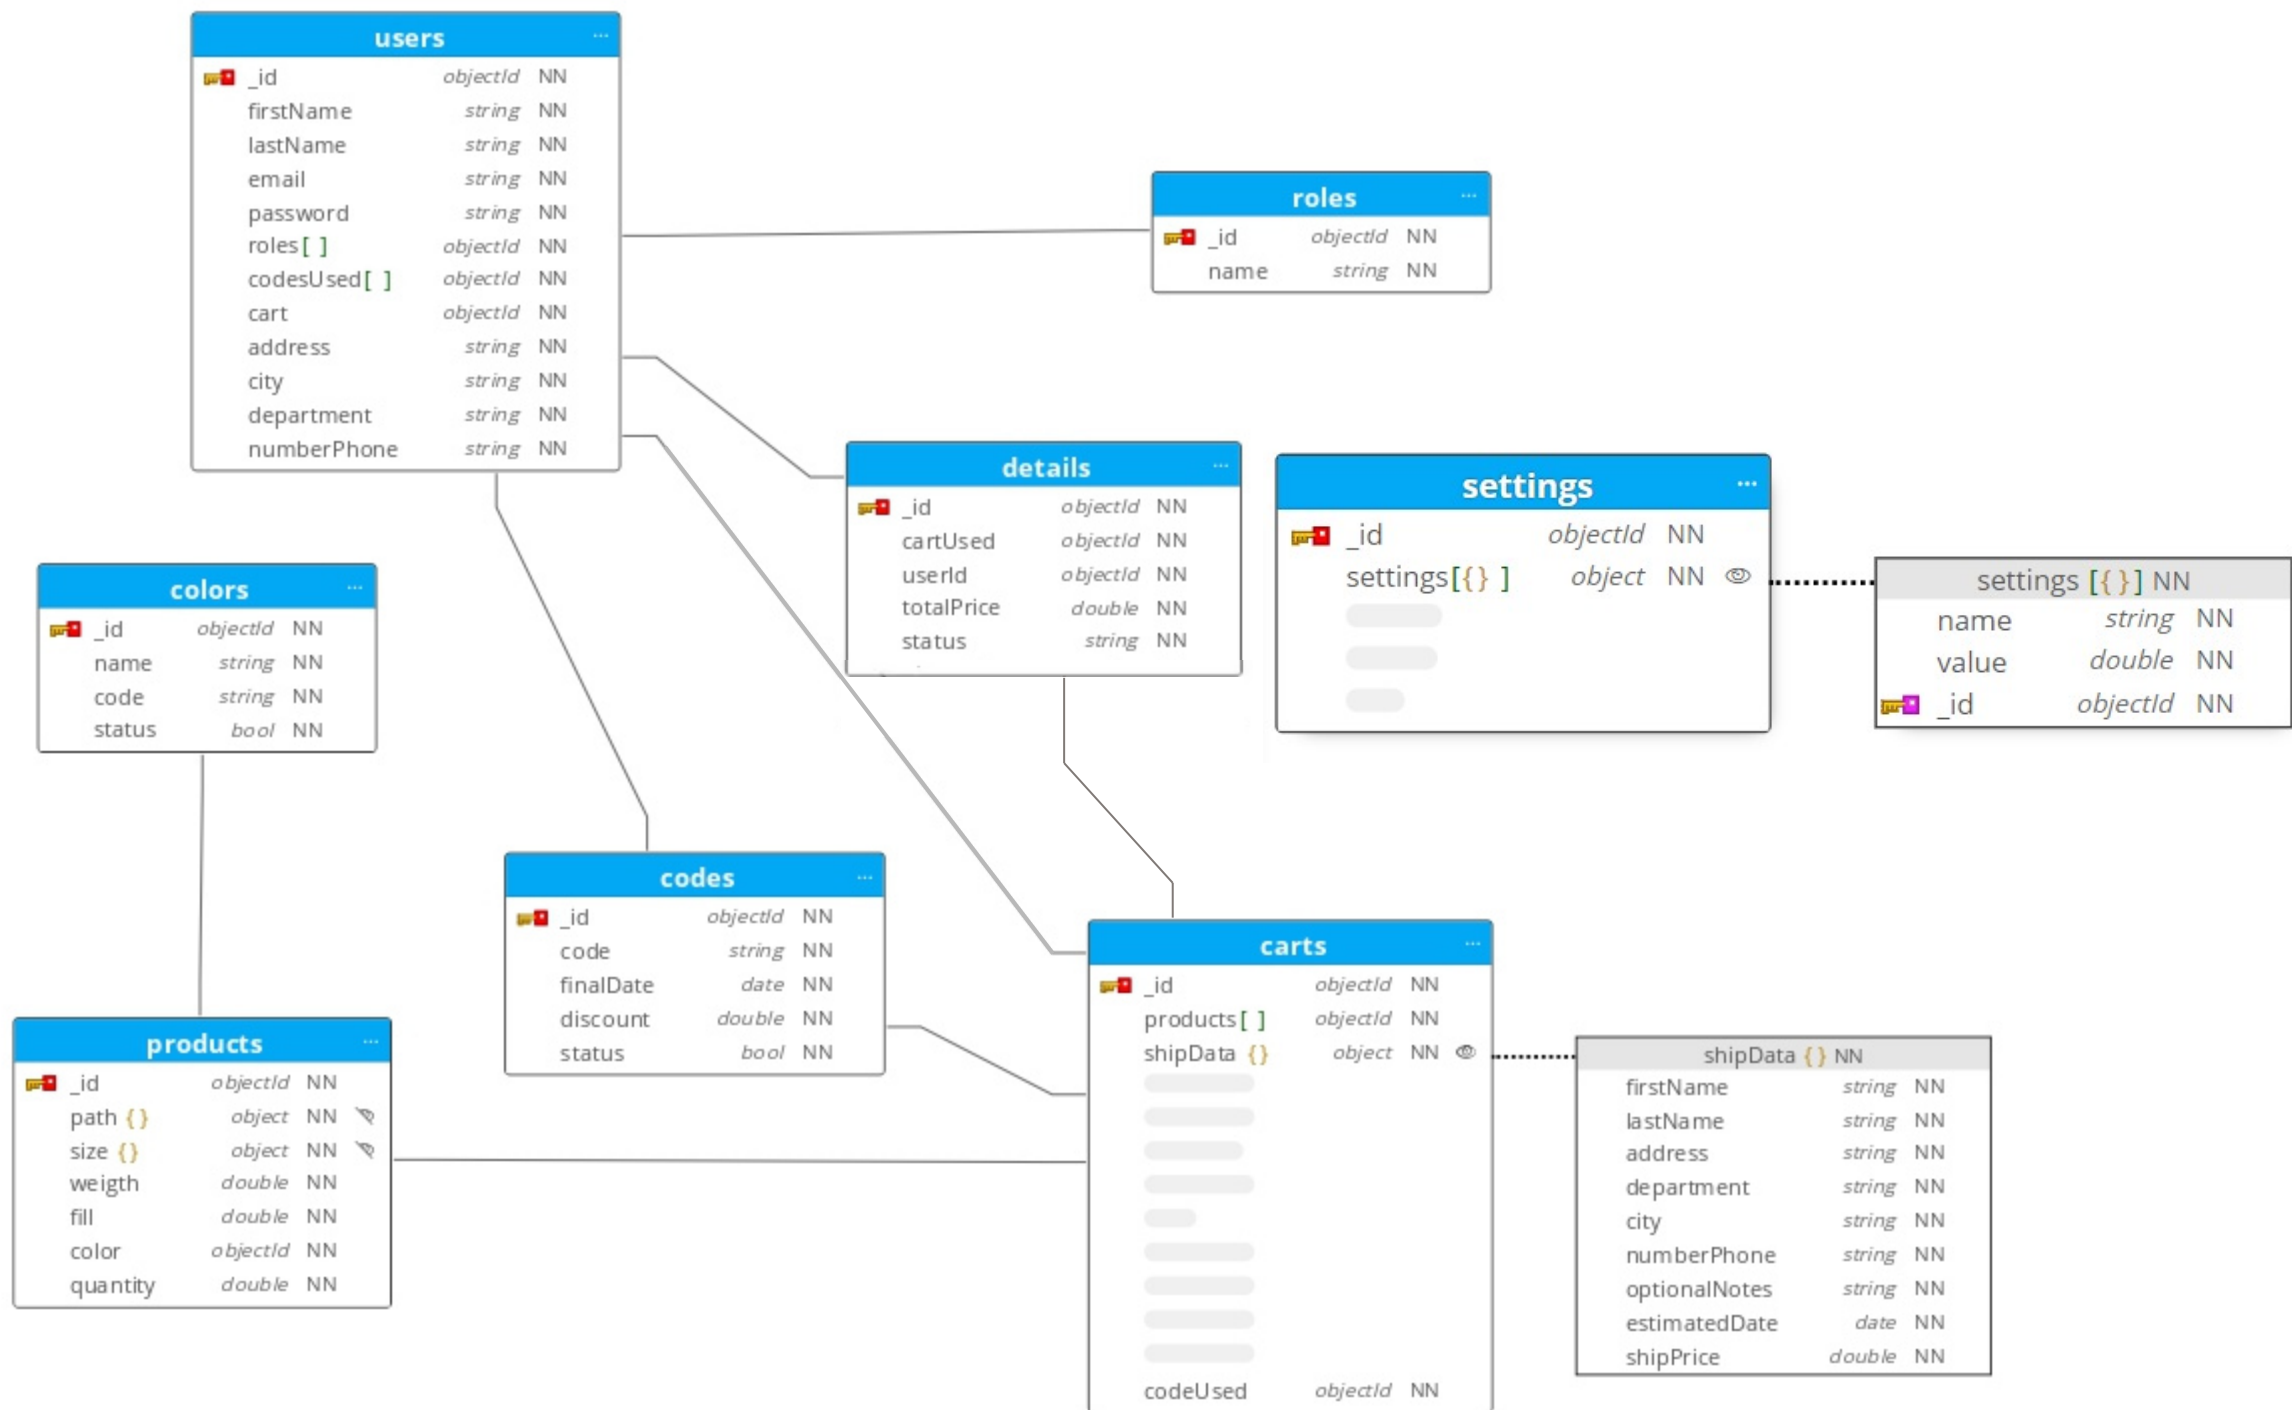 users ...
_id objectId NN
firstName string NN
lastName string NN
email string NN
password string NN
roles[ ] objectId NN
codesUsed[ ] objectId NN
cart objectId NN
address string NN
city string NN
department string NN
numberPhone string NN
roles ...
_id objectId NN
name string NN
details ...
_id objectId NN
cartUsed objectId NN
userId objectId NN
totalPrice double NN
status string NN
settings ...
_id objectId NN
settings[{} ] object NN
settings [{ }] NN
name string NN
value double NN
_id objectId NN
colors ...
_id objectId NN
name string NN
code string NN
status bool NN
codes ...
_id objectId NN
code string NN
finalDate date NN
discount double NN
status bool NN
carts ...
_id objectId NN
products[ ] objectId NN
shipData {} object NN
codeUsed objectId NN
shipData { } NN
firstName string NN
lastName string NN
address string NN
department string NN
city string NN
numberPhone string NN
optionalNotes string NN
estimatedDate date NN
shipPrice double NN
products ...
_id objectId NN
path {} object NN
size {} object NN
weigth double NN
fill double NN
color objectId NN
quantity double NN